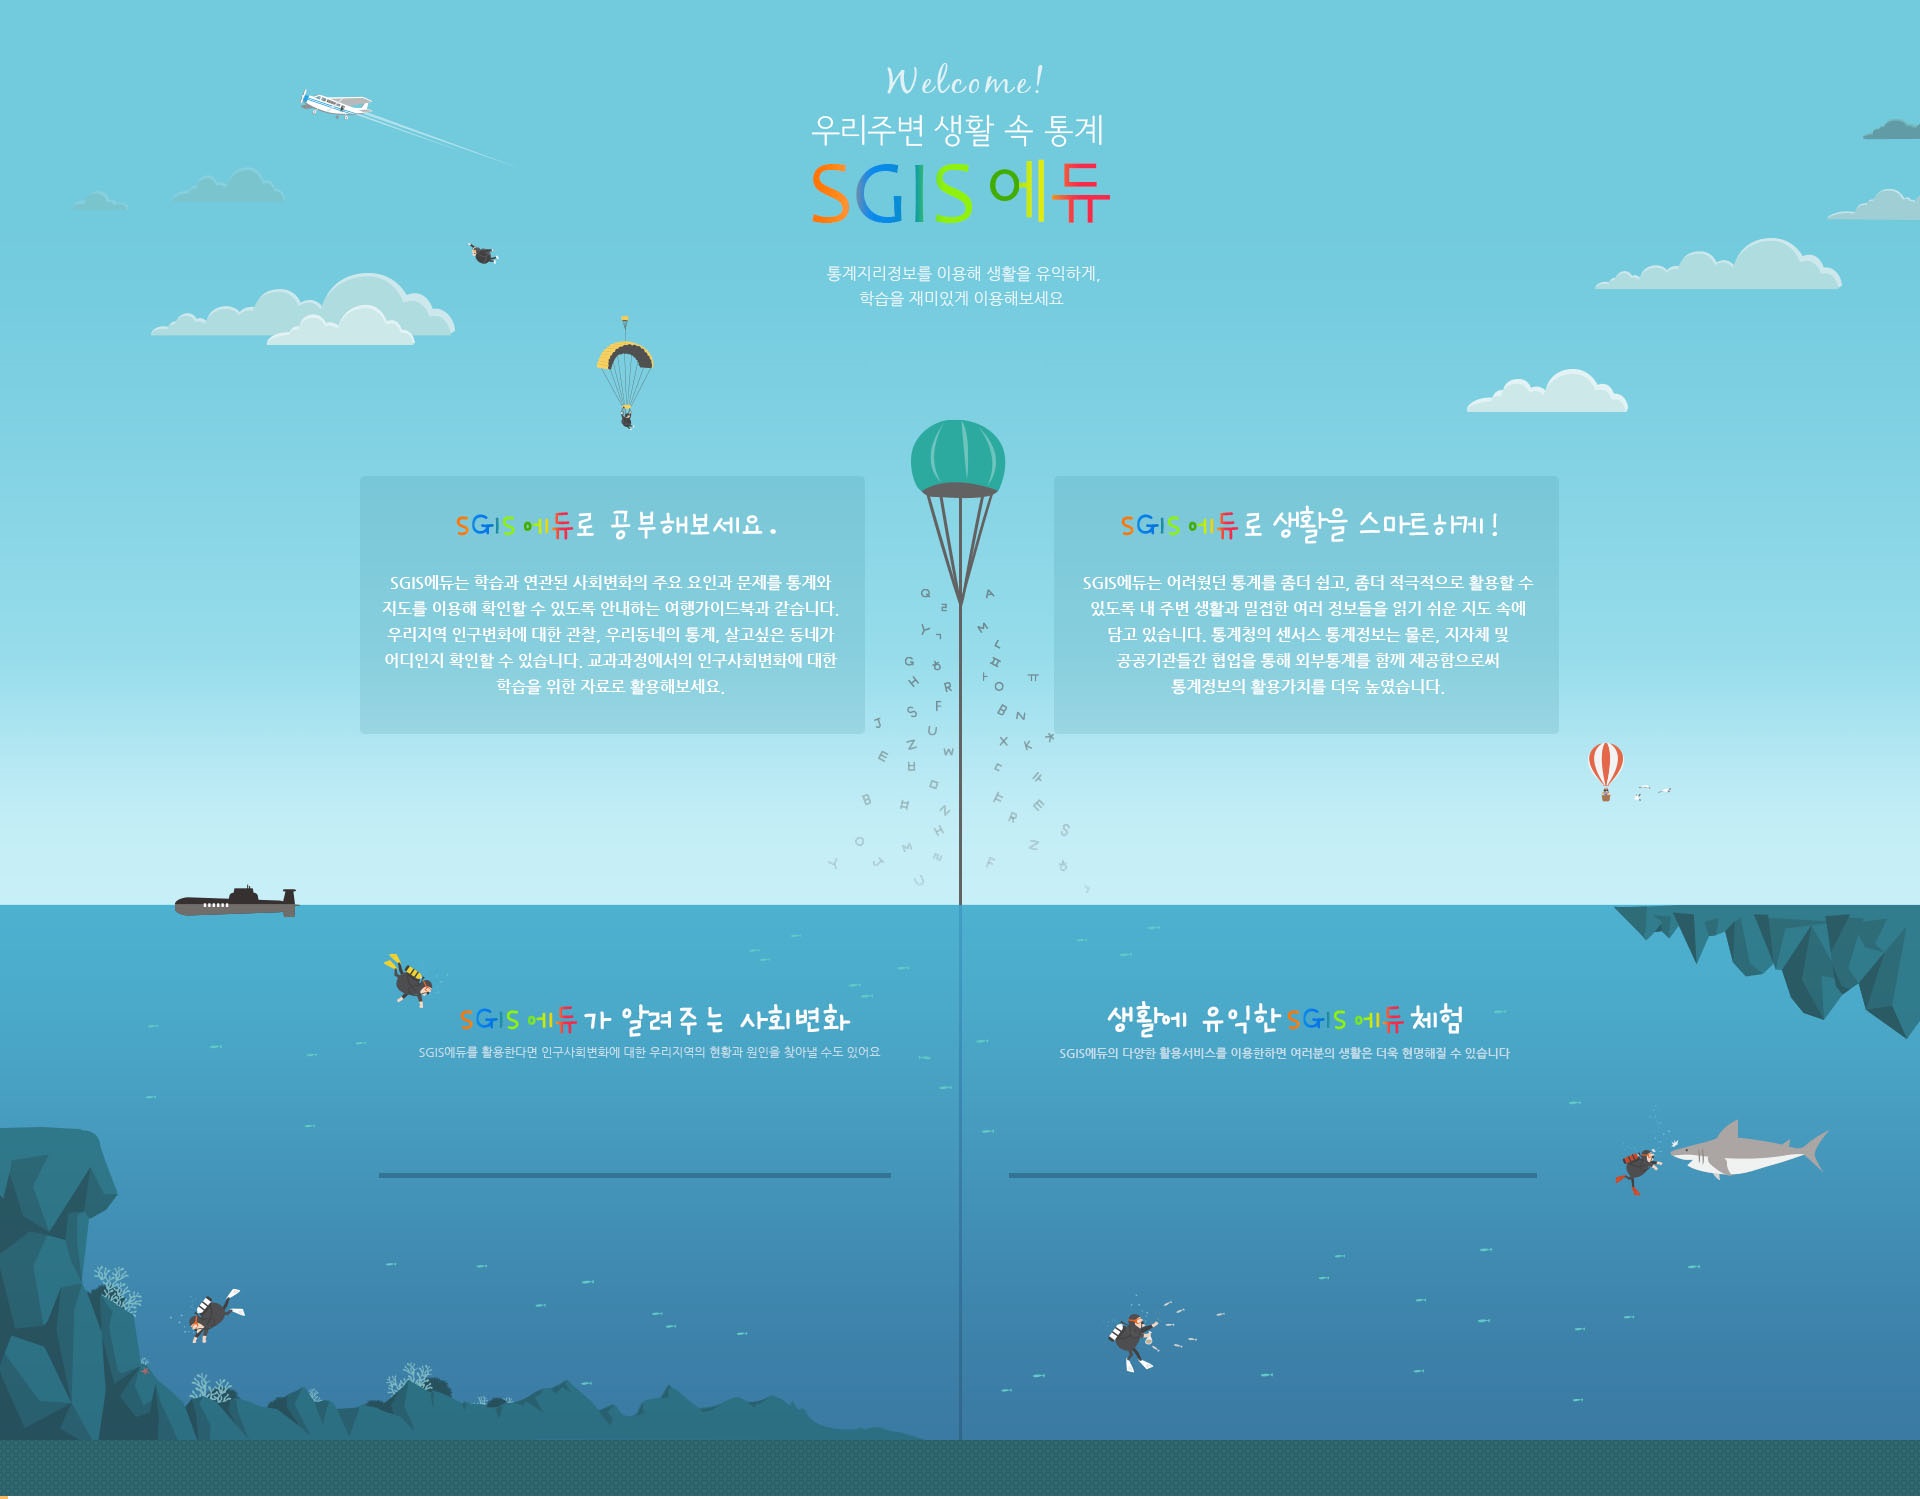 Welcome!
우리주변 생활 속 통계
SGIS 에듀
통계지리정보를 이용해 생활을 유익하게,
학습을 재미있게 이용해보세요
SGIS 에듀로 공부해보세요.
SGIS에듀는 학습과 연관된 사회변화의 주요 요인과 문제를 통계와
지도를 이용해 확인할 수 있도록 안내하는 여행가이드북과 같습니다.
우리지역 인구변화에 대한 관찰, 우리동네의 통계, 살고싶은 동네가
어디인지 확인할 수 있습니다. 교과과정에서의 인구사회변화에 대한
학습을 위한 자료로 활용해보세요.
SGIS 에듀로 생활을 스마트하게!
SGIS에듀는 어려웠던 통계를 좀더 쉽고, 좀더 적극적으로 활용할 수
있도록 내 주변 생활과 밀접한 여러 정보들을 읽기 쉬운 지도 속에
담고 있습니다. 통계청의 센서스 통계정보는 물론, 지자체 및
공공기관들간 협업을 통해 외부통계를 함께 제공함으로써
통계정보의 활용가치를 더욱 높였습니다.
SGIS 에듀가 알려주는 사회변화
SGIS에듀를 활용한다면 인구사회변화에 대한 우리지역의 현황과 원인을 찾아낼 수도 있어요
생활에 유익한 SGIS 에듀 체험
SGIS에듀의 다양한 활용서비스를 이용한하면 여러분의 생활은 더욱 현명해질 수 있습니다